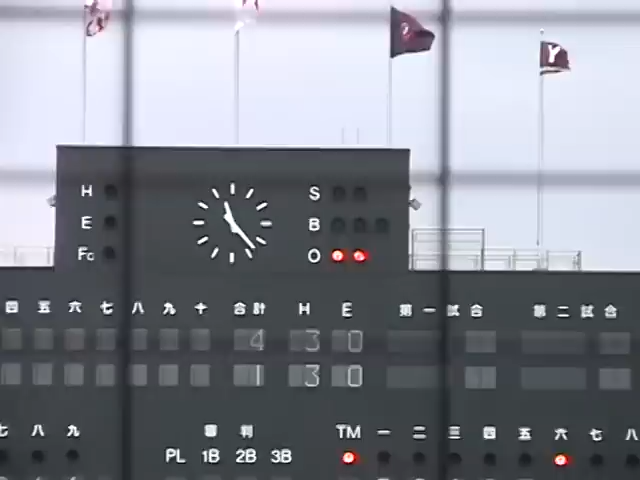 Y
H S
E B
Fc O
四 五 六 七 八 九 十 合計 H E 第一試合 第二試合
4 3 0
1 3 0
七 八 九 審判 TM 一 二 三 四 五 六 七 八
PL 1B 2B 3B